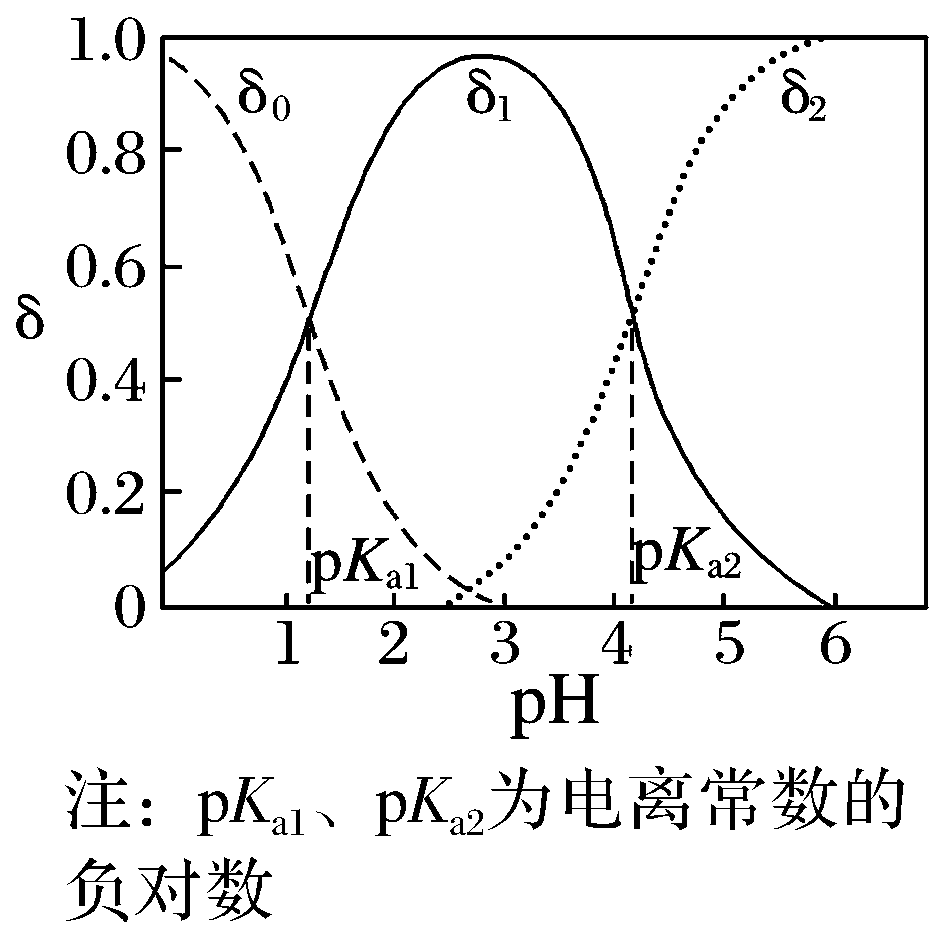 1.0
δ₀
δ₁
δ₂
0.8
0.6
δ
0.4
0.2
pKₐ₁
pKₐ₂
0
1 2 3 4 5 6
pH
注：pKₐ₁、pKₐ₂为电离常数的
负对数